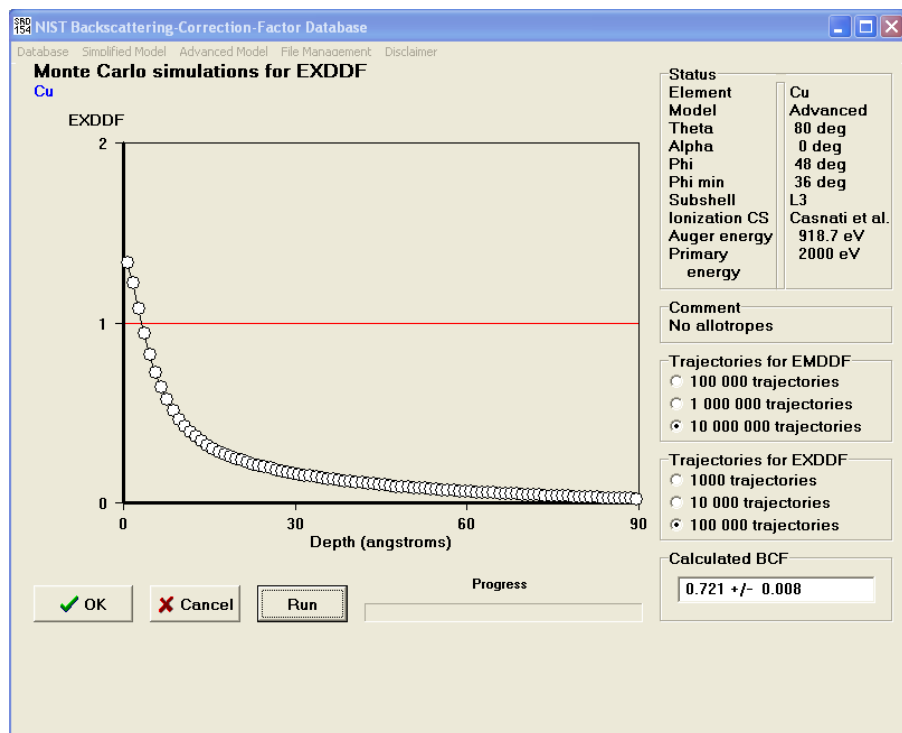 SRD
154
NIST Backscattering-Correction-Factor Database
Database Simplified Model Advanced Model File Management Disclaimer
Monte Carlo simulations for EXDDF
Cu
EXDDF
2
1
0
0 30 60 90
Depth (angstroms)
OK
Cancel
Run
Progress
Status
Element Cu
Model Advanced
Theta 80 deg
Alpha 0 deg
Phi 48 deg
Phi min 36 deg
Subshell L3
Ionization CS Casnati et al.
Auger energy 918.7 eV
Primary 2000 eV
energy
Comment
No allotropes
Trajectories for EMDDF
100 000 trajectories
1 000 000 trajectories
10 000 000 trajectories
Trajectories for EXDDF
1000 trajectories
10 000 trajectories
100 000 trajectories
Calculated BCF
0.721 +/- 0.008